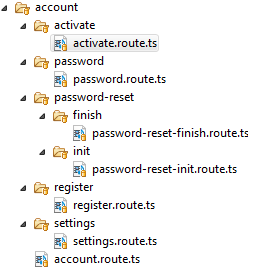 account
activate
activate.route.ts
password
password.route.ts
password-reset
finish
password-reset-finish.route.ts
init
password-reset-init.route.ts
register
register.route.ts
settings
settings.route.ts
account.route.ts